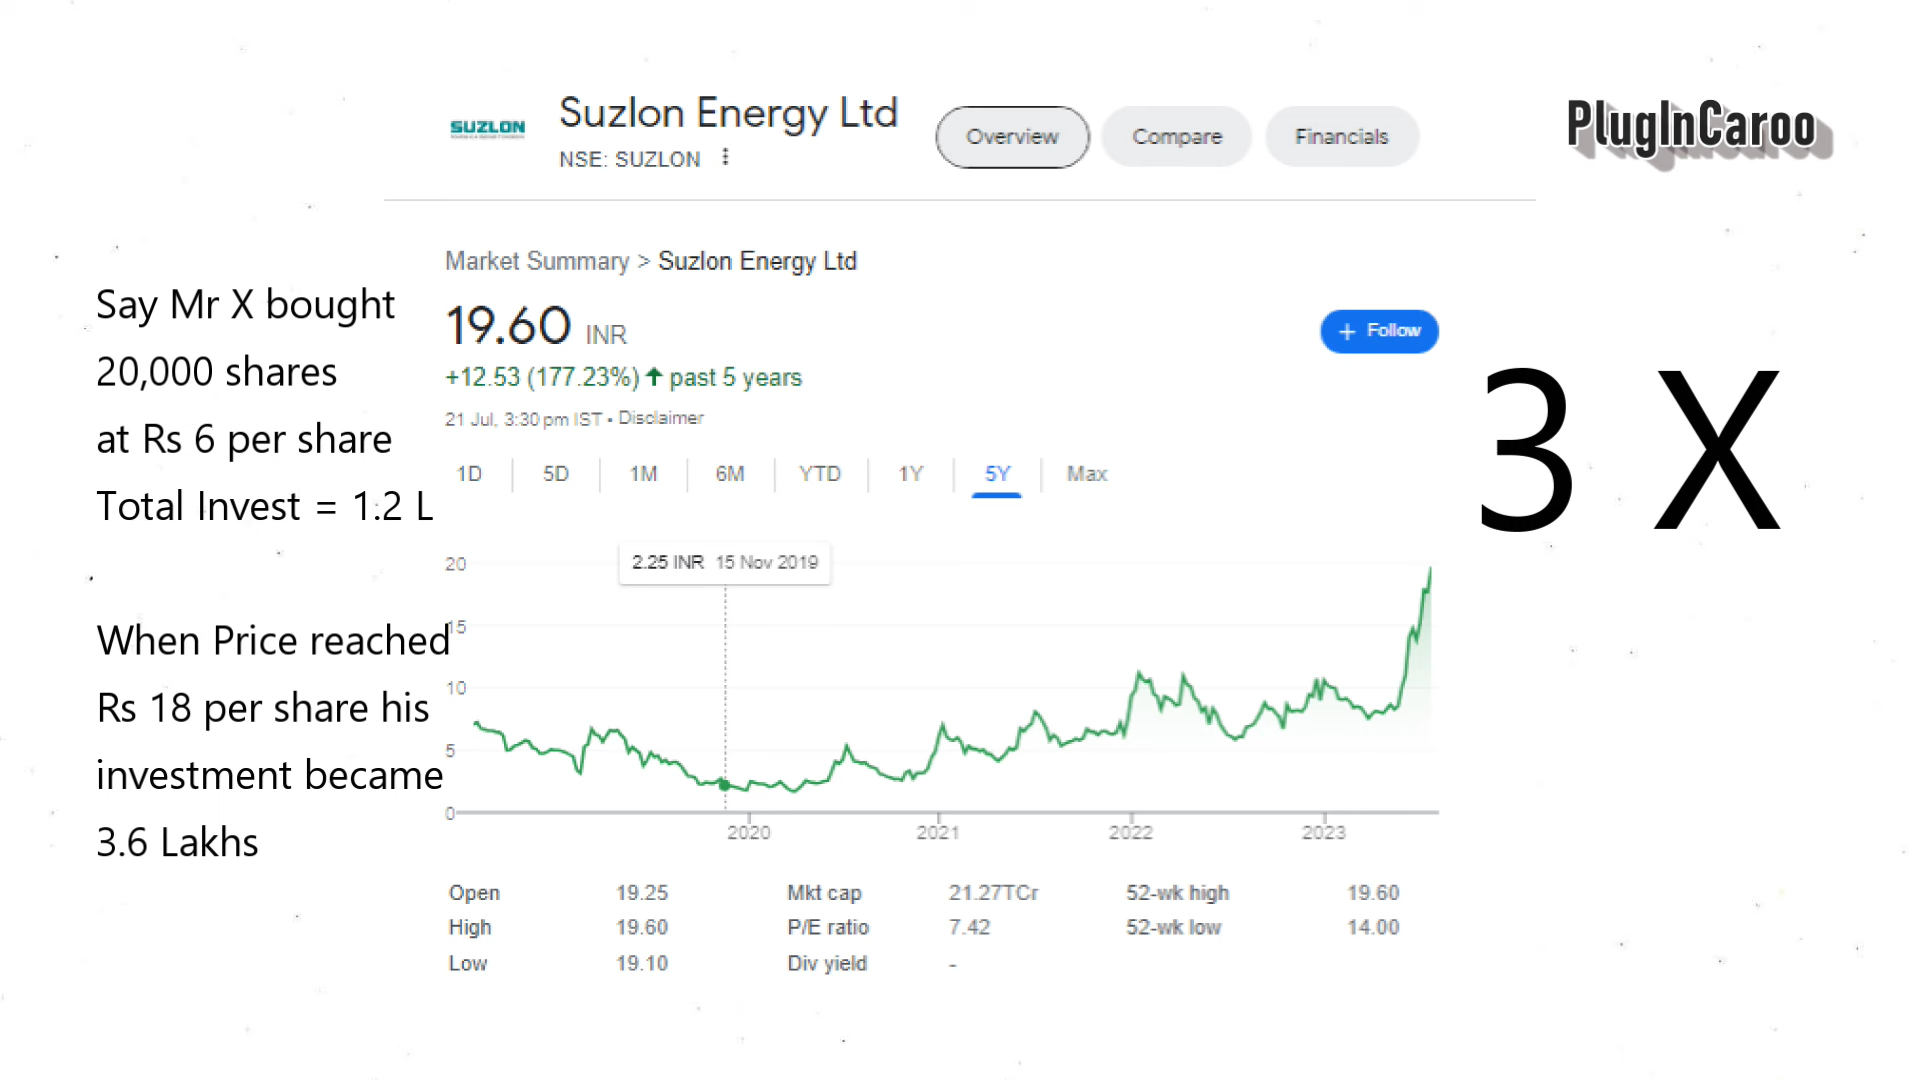 SUZLON
Suzlon Energy Ltd
NSE: SUZLON
Overview
Compare
Financials
PlugInCaroo
Market Summary > Suzlon Energy Ltd
19.60 INR
+12.53 (177.23%) ↑ past 5 years
21 Jul, 3:30 pm IST • Disclaimer
+ Follow
1D 5D 1M 6M YTD 1Y 5Y Max
Say Mr X bought
20,000 shares
at Rs 6 per share
Total Invest = 1.2 L
When Price reached
Rs 18 per share his
investment became
3.6 Lakhs
3 X
2.25 INR 15 Nov 2019
20
15
10
5
0
2020 2021 2022 2023
Open 19.25 Mkt cap 21.27TCr 52-wk high 19.60
High 19.60 P/E ratio 7.42 52-wk low 14.00
Low 19.10 Div yield -